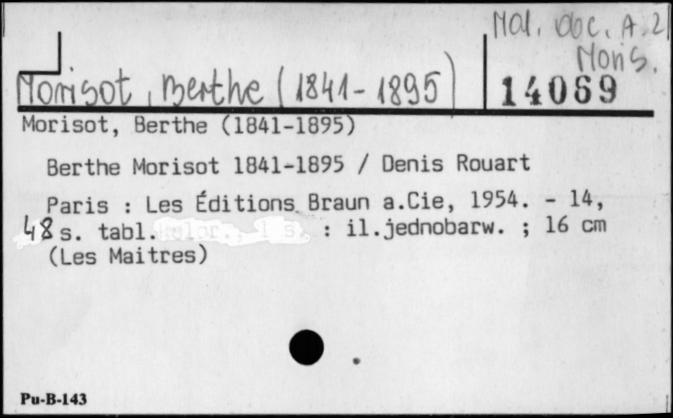 Mal. obc. A. 2
Moris.
Morisot, Berthe (1841-1895)
14069
Morisot, Berthe (1841-1895)
Berthe Morisot 1841-1895 / Denis Rouart
Paris : Les Éditions Braun a.Cie, 1954. - 14,
48 s. tabl. : il.jednobarw. ; 16 cm
(Les Maitres)
Pu-B-143